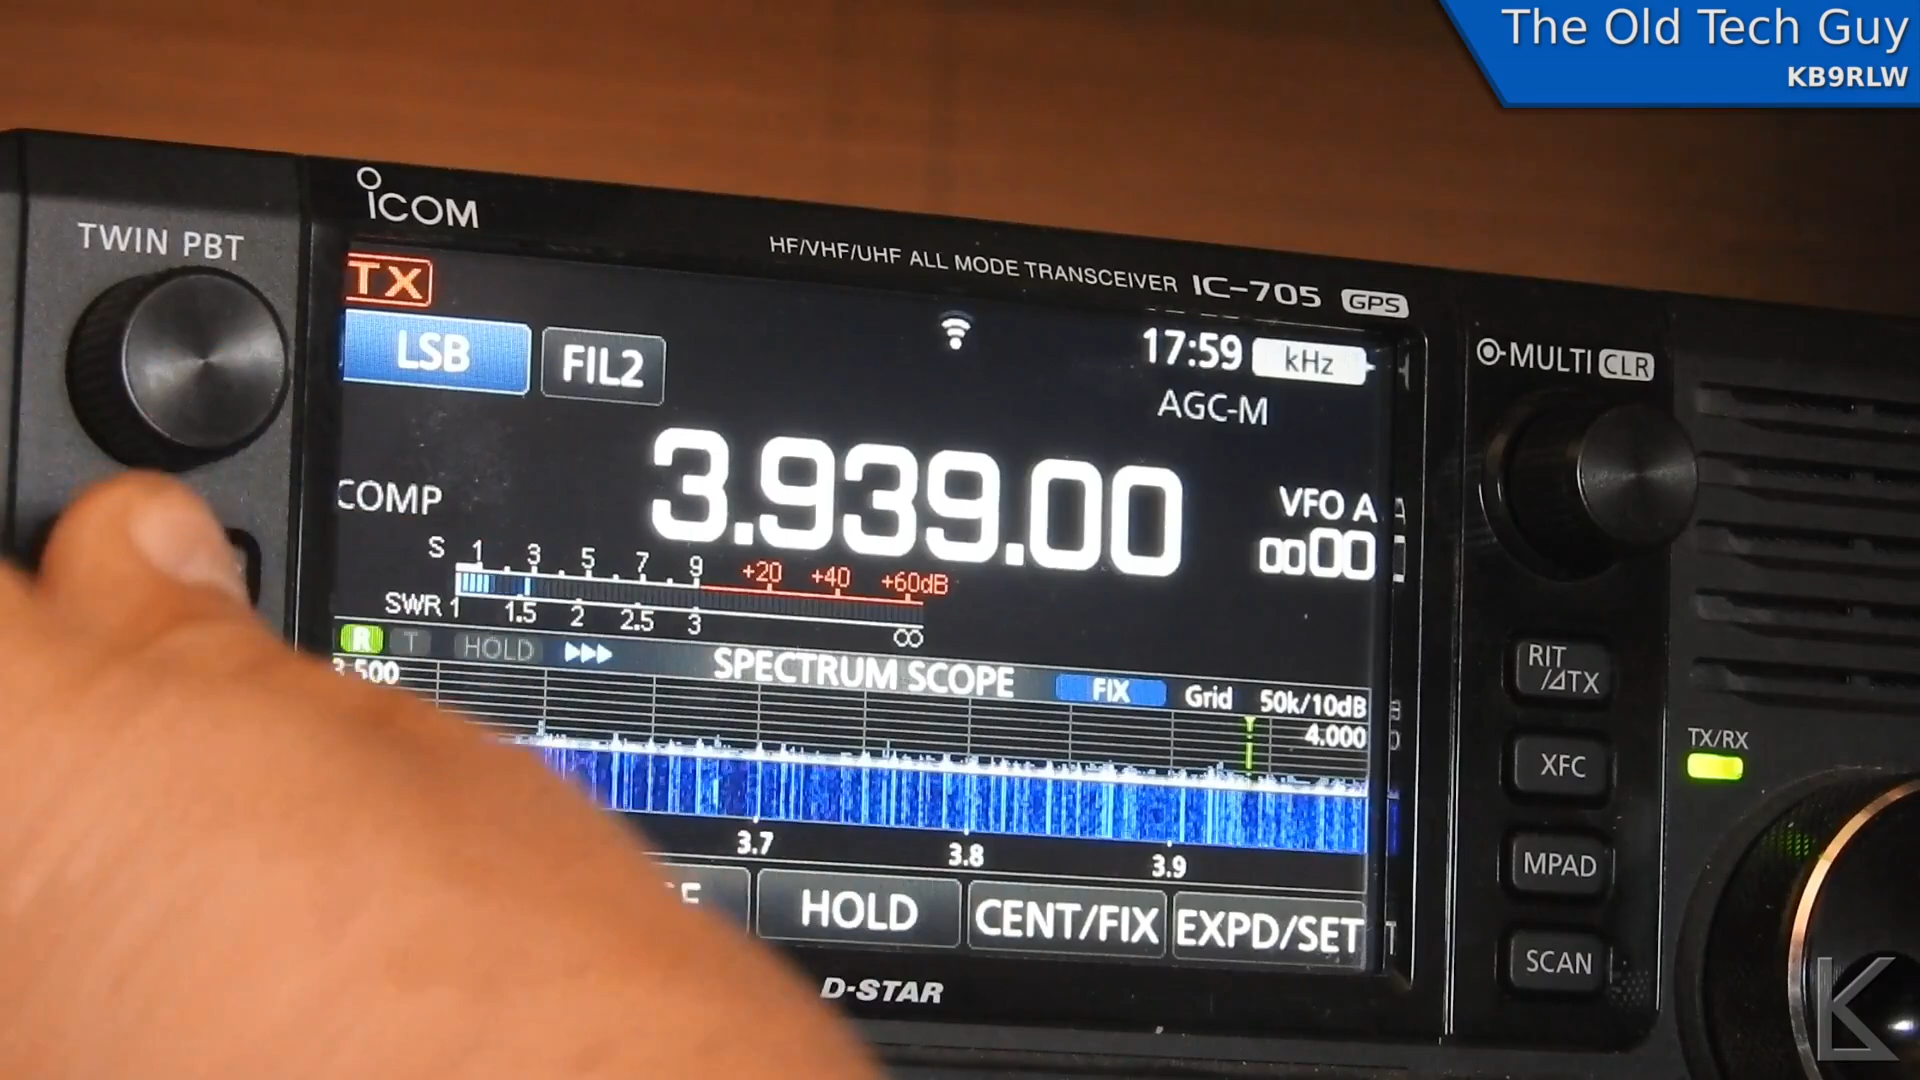 The Old Tech Guy
KB9RLW
ICOM
TWIN PBT
HF/VHF/UHF ALL MODE TRANSCEIVER IC-705 GPS
TX
LSB FIL2
17:59 kHz
AGC-M
MULTI CLR
COMP
3.939.00
VFO A
0000
S 1 3 5 7 9 +20 +40 +60dB
SWR 1 1.5 2 2.5 3 ∞
R T HOLD SPECTRUM SCOPE FIX Grid 50k/10dB
3.500
4.000
3.7 3.8 3.9
HOLD CENT/FIX EXPD/SET
D-STAR
RIT
/⊿TX
XFC
TX/RX
MPAD
SCAN
K